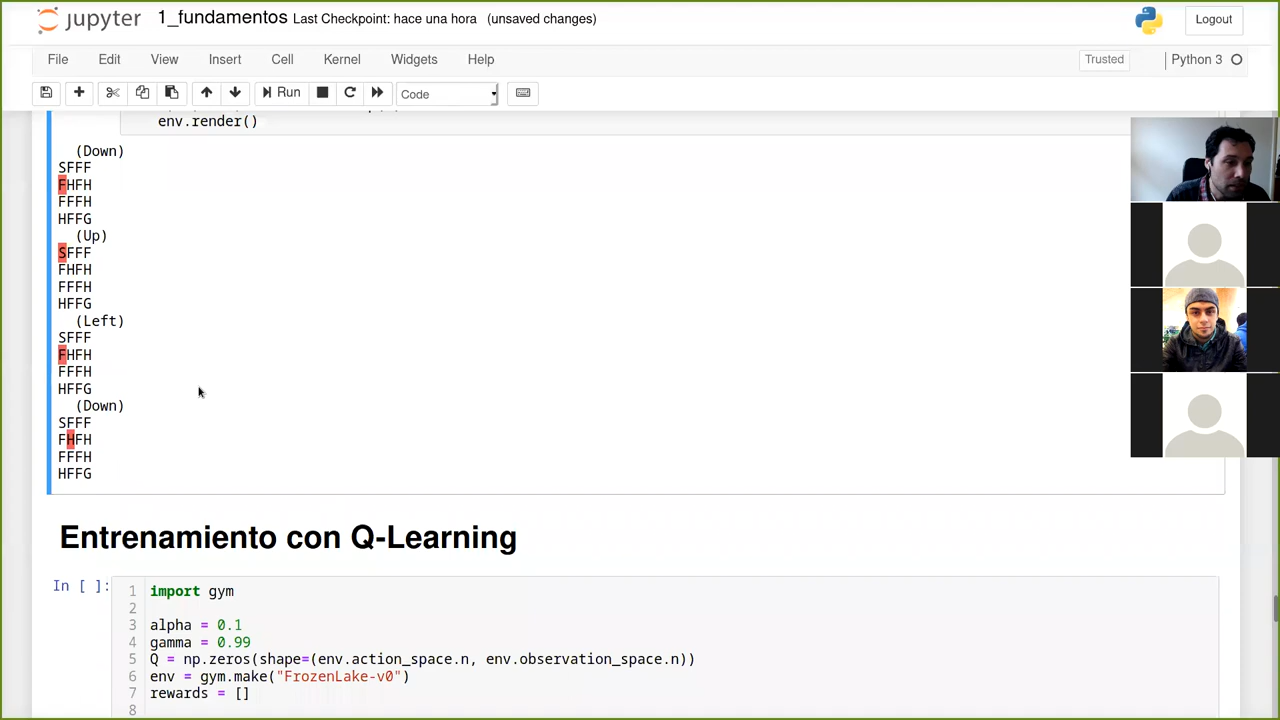 jupyter 1_fundamentos Last Checkpoint: hace una hora (unsaved changes) Logout
File Edit View Insert Cell Kernel Widgets Help Trusted Python 3
Run Code
env.render()
(Down)
SFFF
FHFH
FFFH
HFFG
(Up)
SFFF
FHFH
FFFH
HFFG
(Left)
SFFF
FHFH
FFFH
HFFG
(Down)
SFFF
FHFH
FFFH
HFFG
Entrenamiento con Q-Learning
In [ ]:
1 import gym
2
3 alpha = 0.1
4 gamma = 0.99
5 Q = np.zeros(shape=(env.action_space.n, env.observation_space.n))
6 env = gym.make("FrozenLake-v0")
7 rewards = []
8